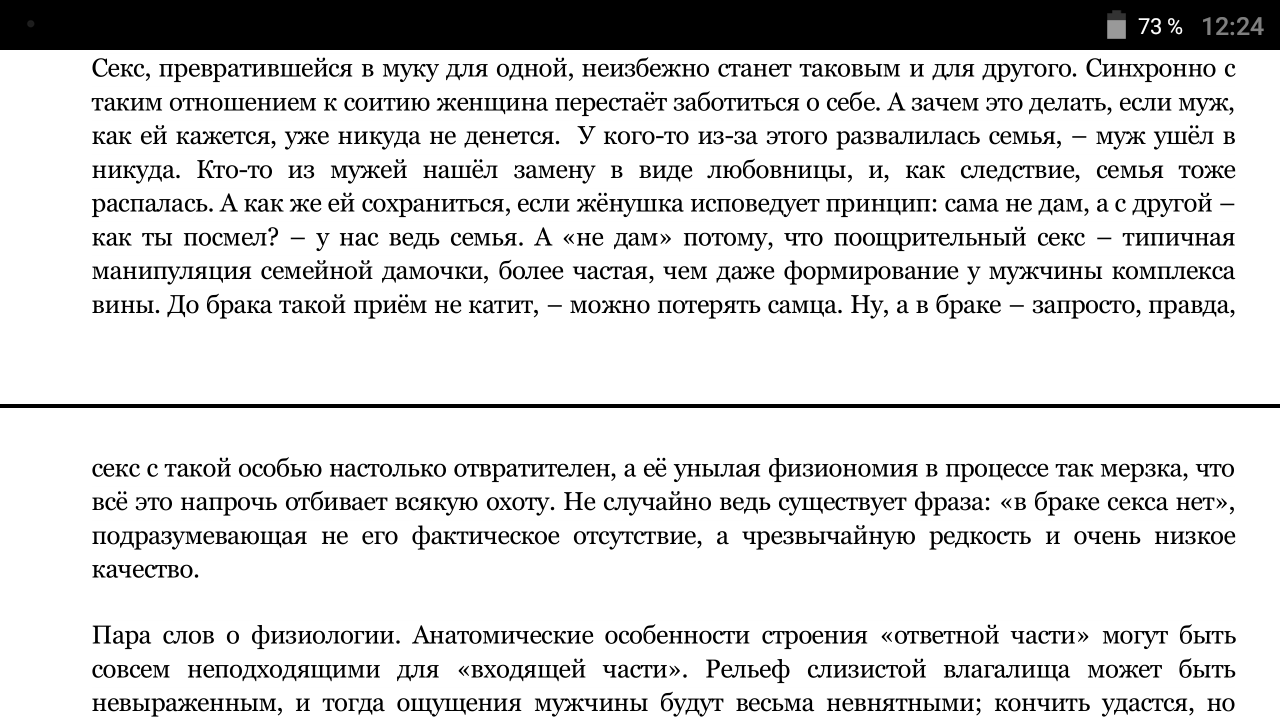 73 % 12:24
Секс, превратившейся в муку для одной, неизбежно станет таковым и для другого. Синхронно с
таким отношением к соитию женщина перестаёт заботиться о себе. А зачем это делать, если муж,
как ей кажется, уже никуда не денется.  У кого-то из-за этого развалилась семья, – муж ушёл в
никуда. Кто-то из мужей нашёл замену в виде любовницы, и, как следствие, семья тоже
распалась. А как же ей сохраниться, если жёнушка исповедует принцип: сама не дам, а с другой –
как ты посмел? – у нас ведь семья. А «не дам» потому, что поощрительный секс – типичная
манипуляция семейной дамочки, более частая, чем даже формирование у мужчины комплекса
вины. До брака такой приём не катит, – можно потерять самца. Ну, а в браке – запросто, правда,
секс с такой особью настолько отвратителен, а её унылая физиономия в процессе так мерзка, что
всё это напрочь отбивает всякую охоту. Не случайно ведь существует фраза: «в браке секса нет»,
подразумевающая не его фактическое отсутствие, а чрезвычайную редкость и очень низкое
качество.
Пара слов о физиологии. Анатомические особенности строения «ответной части» могут быть
совсем неподходящими для «входящей части». Рельеф слизистой влагалища может быть
невыраженным, и тогда ощущения мужчины будут весьма невнятными; кончить удастся, но